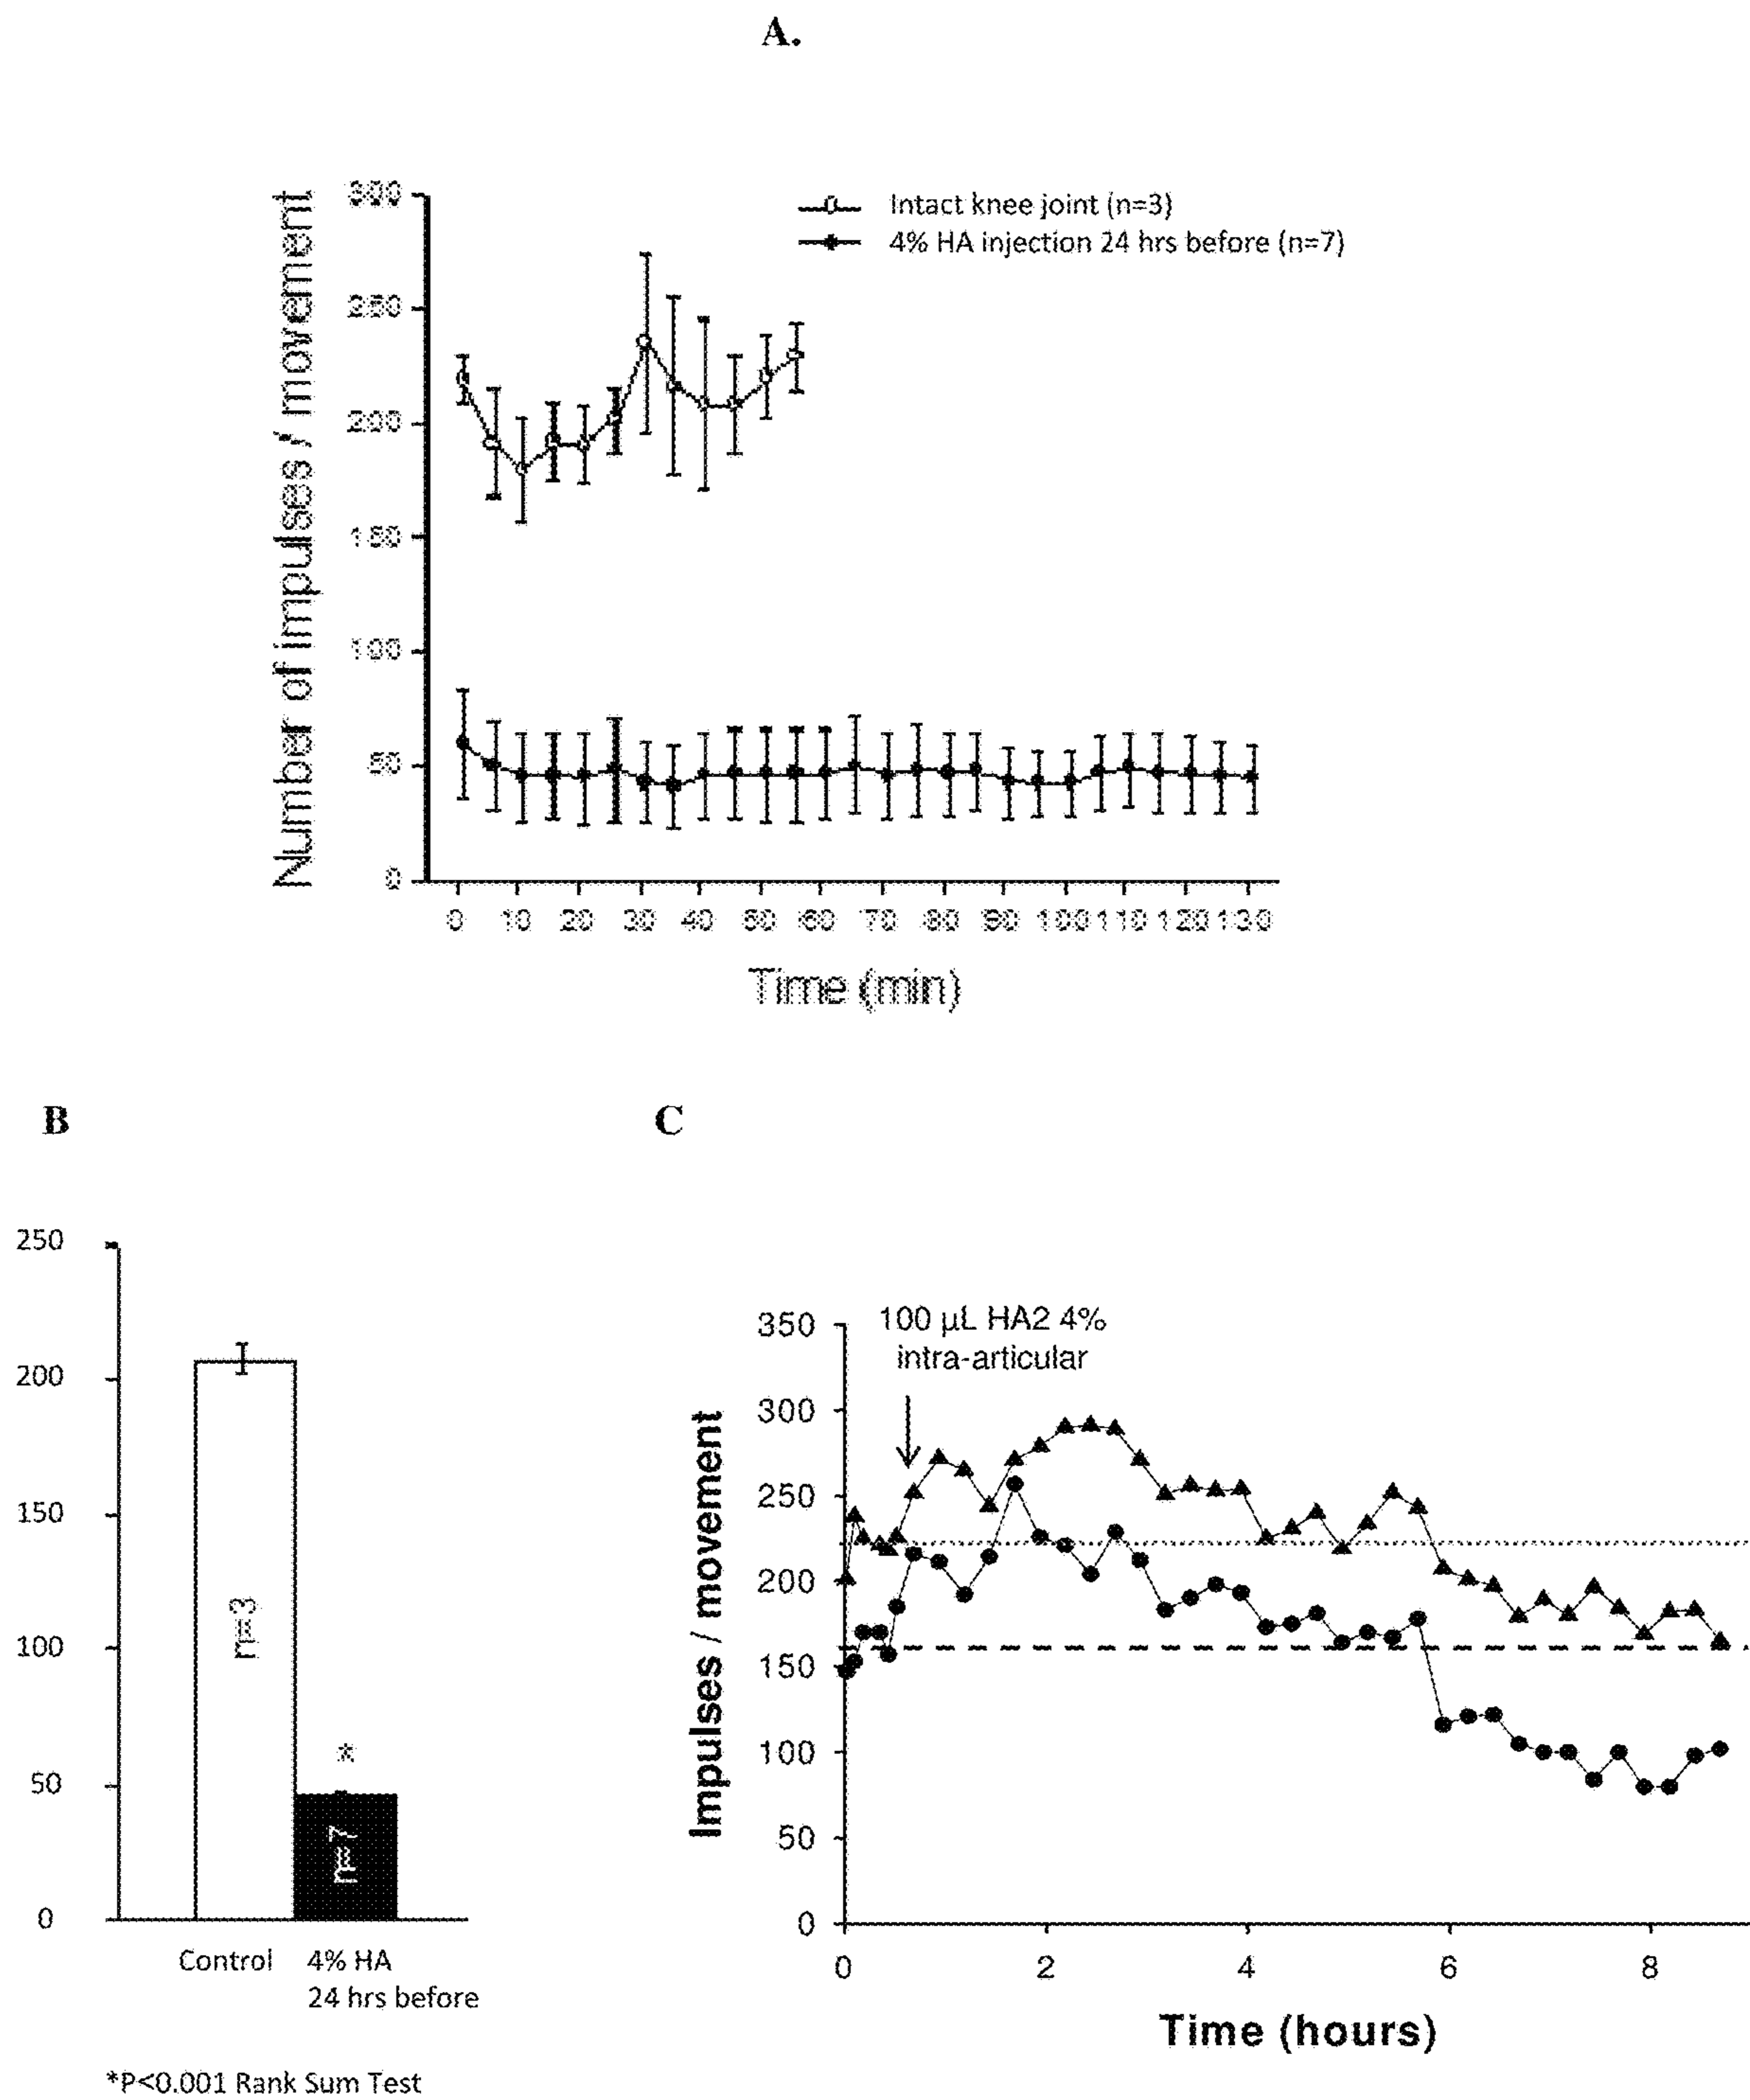 A.
Number of impulses / movement
300
250
200
150
100
50
0
Intact knee joint (n=3)
4% HA injection 24 hrs before (n=7)
0 10 20 30 40 50 60 70 80 90 100 110 120 130
Time (min)
B
250
200
150
100
50
0
n=3
*
n=7
Control
4% HA
24 hrs before
*P<0.001 Rank Sum Test
C
100 µL HA2 4%
intra-articular
Impulses / movement
350
300
250
200
150
100
50
0
0 2 4 6 8
Time (hours)